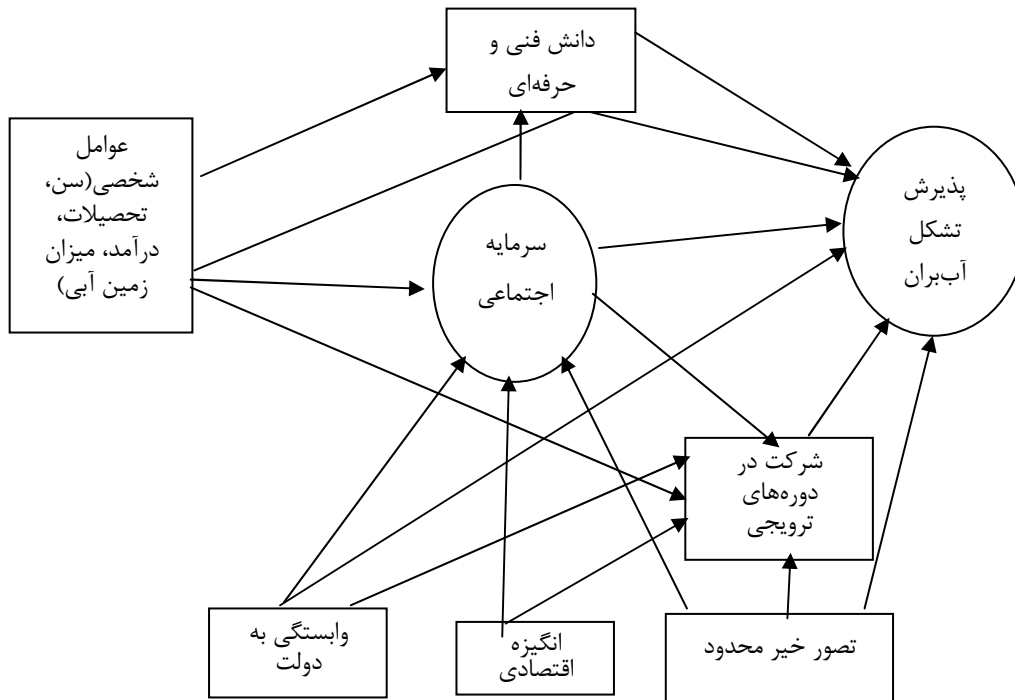 دانش فنی و
حرفه‌ای
عوامل
شخصی(سن،
تحصیلات،
درآمد، میزان
زمین آبی)
سرمایه
اجتماعی
پذیرش
تشکل
آب‌بران
شرکت در
دوره‌های
ترویجی
وابستگی به
دولت
انگیزه
اقتصادی
تصور خیر محدود